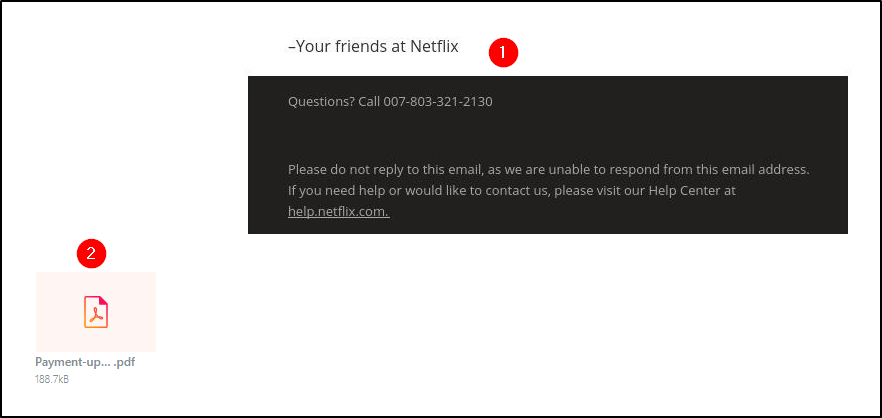 –Your friends at Netflix
1
Questions? Call 007-803-321-2130
Please do not reply to this email, as we are unable to respond from this email address.
If you need help or would like to contact us, please visit our Help Center at
help.netflix.com.
2
Payment-up... .pdf
188.7kB